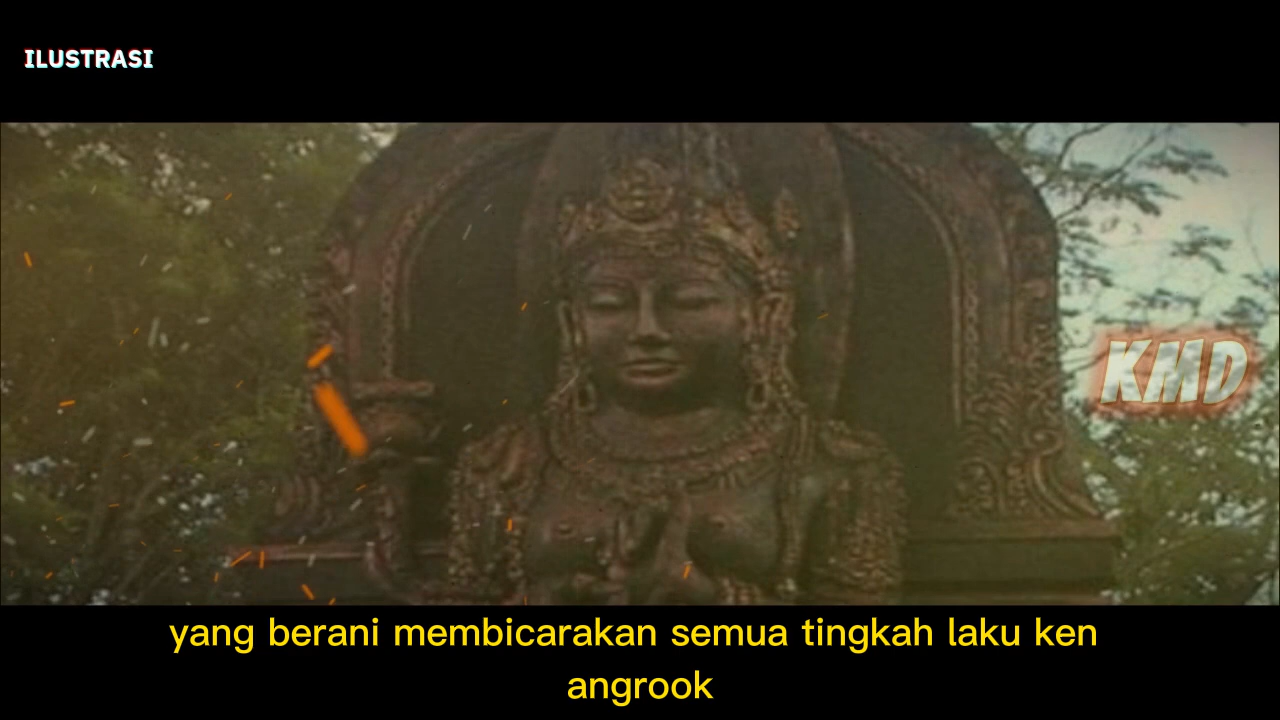 ILUSTRASI
KMD
yang berani membicarakan semua tingkah laku ken
angrook